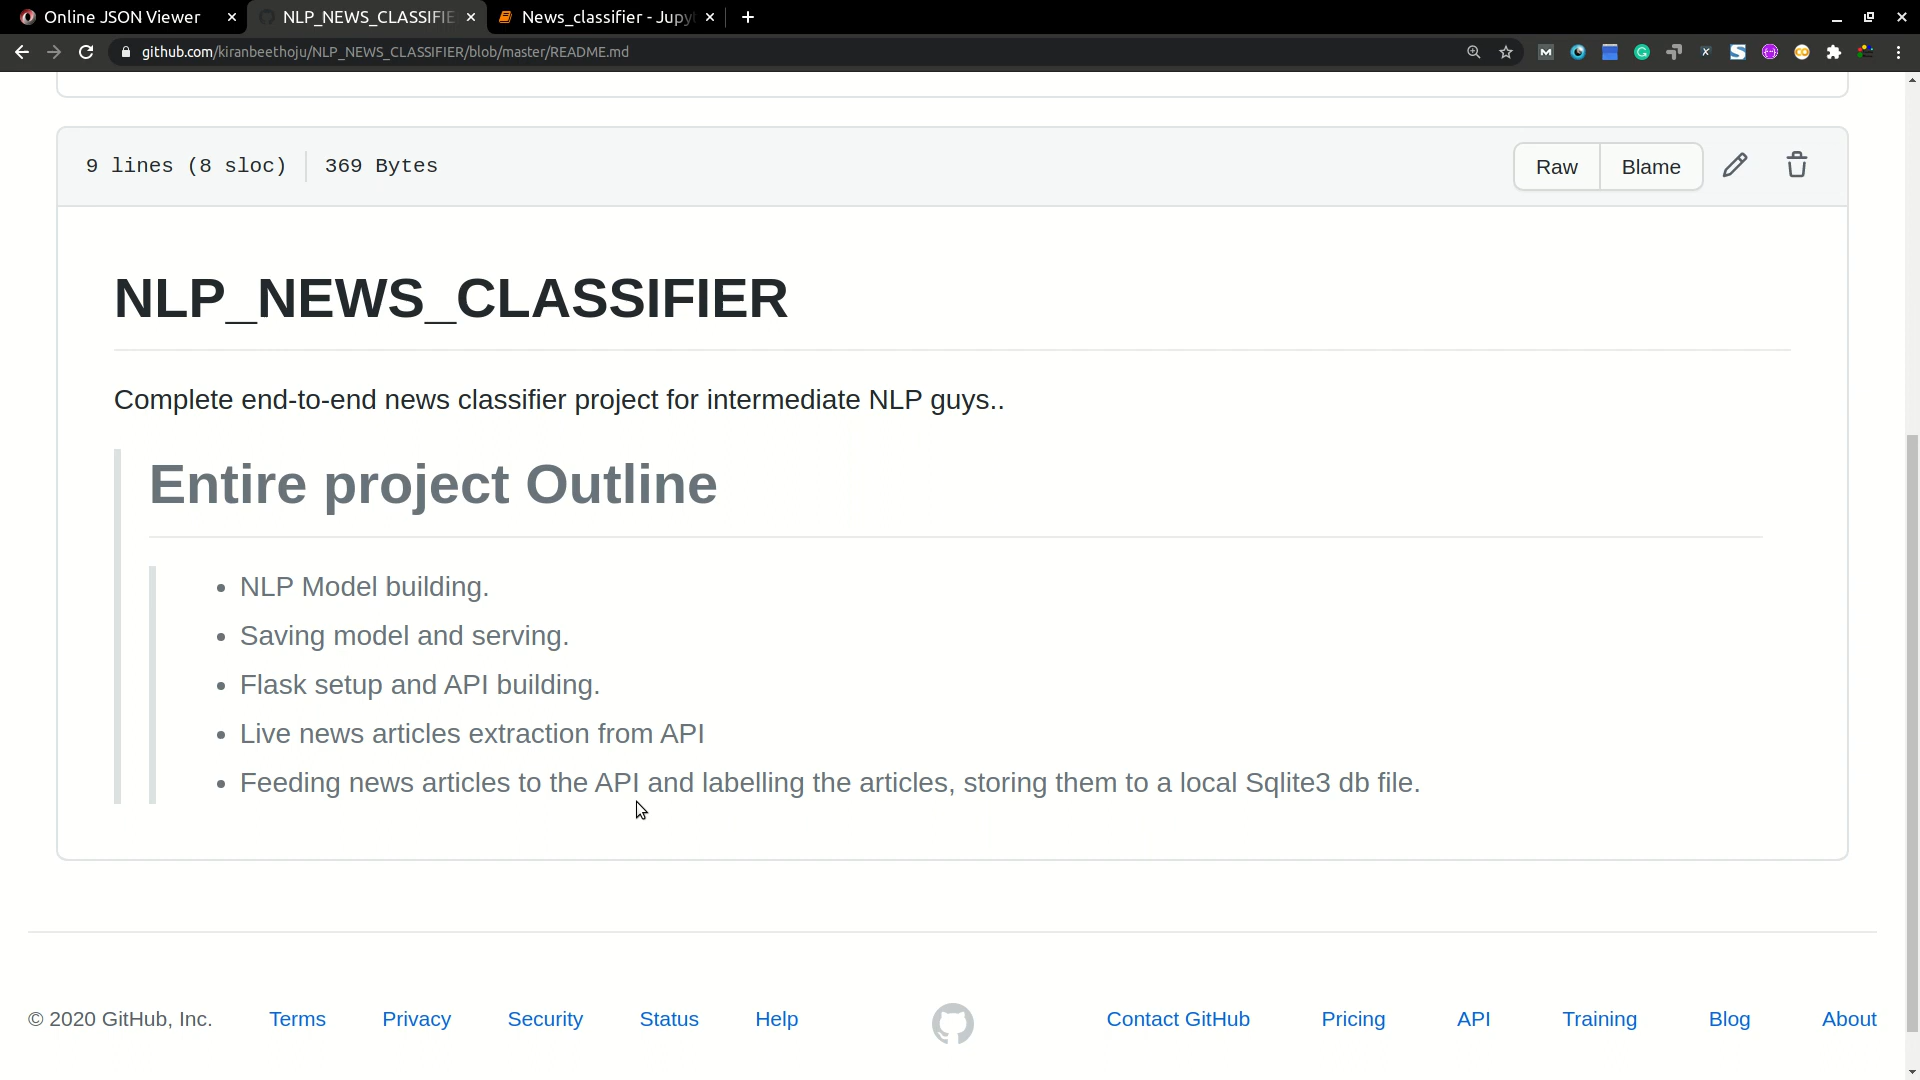 Online JSON Viewer
NLP_NEWS_CLASSIFIE
News_classifier - Jupy
github.com/kiranbeethoju/NLP_NEWS_CLASSIFIER/blob/master/README.md
9 lines (8 sloc)
369 Bytes
Raw
Blame
NLP_NEWS_CLASSIFIER
Complete end-to-end news classifier project for intermediate NLP guys..
Entire project Outline
• NLP Model building.
• Saving model and serving.
• Flask setup and API building.
• Live news articles extraction from API
• Feeding news articles to the API and labelling the articles, storing them to a local Sqlite3 db file.
© 2020 GitHub, Inc.
Terms
Privacy
Security
Status
Help
Contact GitHub
Pricing
API
Training
Blog
About